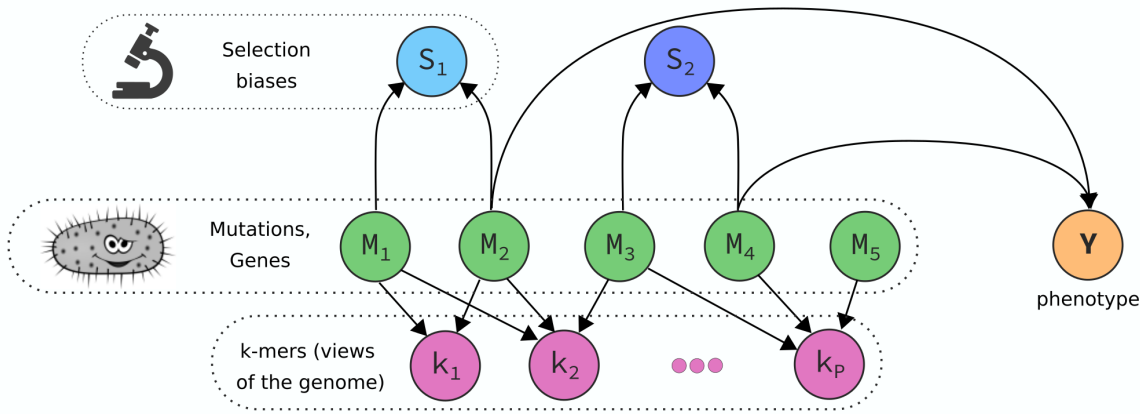 Selection
biases
S1
S2
Mutations,
Genes
M1
M2
M3
M4
M5
Y
phenotype
k-mers (views
of the genome)
k1
k2
kP